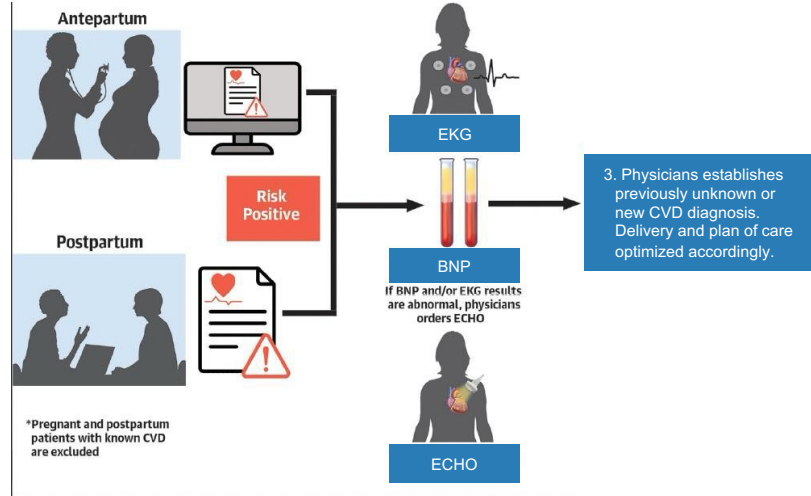 Antepartum
Risk
Positive
Postpartum
*Pregnant and postpartum
patients with known CVD
are excluded
EKG
BNP
If BNP and/or EKG results
are abnormal, physicians
orders ECHO
ECHO
3. Physicians establishes
previously unknown or
new CVD diagnosis.
Delivery and plan of care
optimized accordingly.